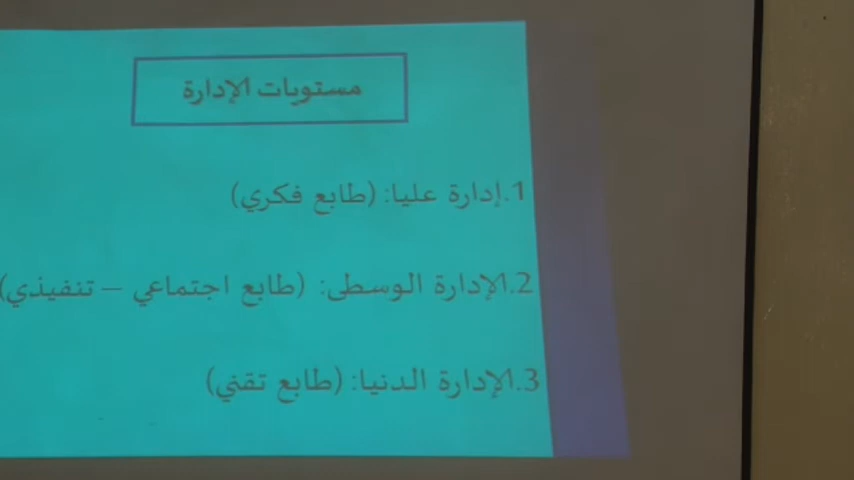 مستويات الإدارة
1.إدارة عليا: (طابع فكري)
2.الإدارة الوسطى: (طابع اجتماعي – تنفيذي)
3.الإدارة الدنيا: (طابع تقني)